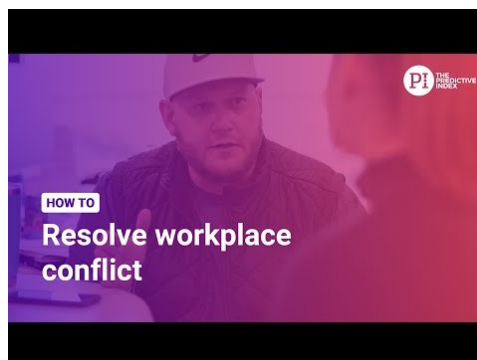 PI THE
PREDICTIVE
INDEX
HOW TO
Resolve workplace
conflict